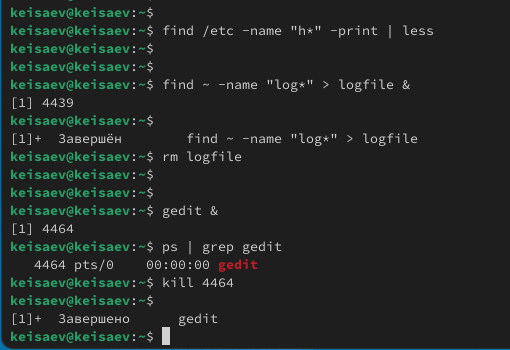 keisaev@keisaev:~$
keisaev@keisaev:~$ find /etc -name "h*" -print | less
keisaev@keisaev:~$
keisaev@keisaev:~$
keisaev@keisaev:~$ find ~ -name "log*" > logfile &
[1] 4439
keisaev@keisaev:~$
[1]+  Завершён        find ~ -name "log*" > logfile
keisaev@keisaev:~$ rm logfile
keisaev@keisaev:~$
keisaev@keisaev:~$
keisaev@keisaev:~$ gedit &
[1] 4464
keisaev@keisaev:~$ ps | grep gedit
   4464 pts/0    00:00:00 gedit
keisaev@keisaev:~$ kill 4464
keisaev@keisaev:~$
[1]+  Завершено      gedit
keisaev@keisaev:~$